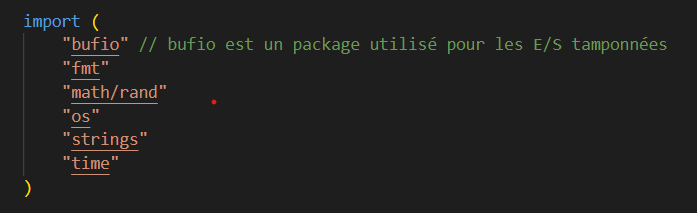 import (
"bufio" // bufio est un package utilisé pour les E/S tamponnées
"fmt"
"math/rand"
"os"
"strings"
"time"
)